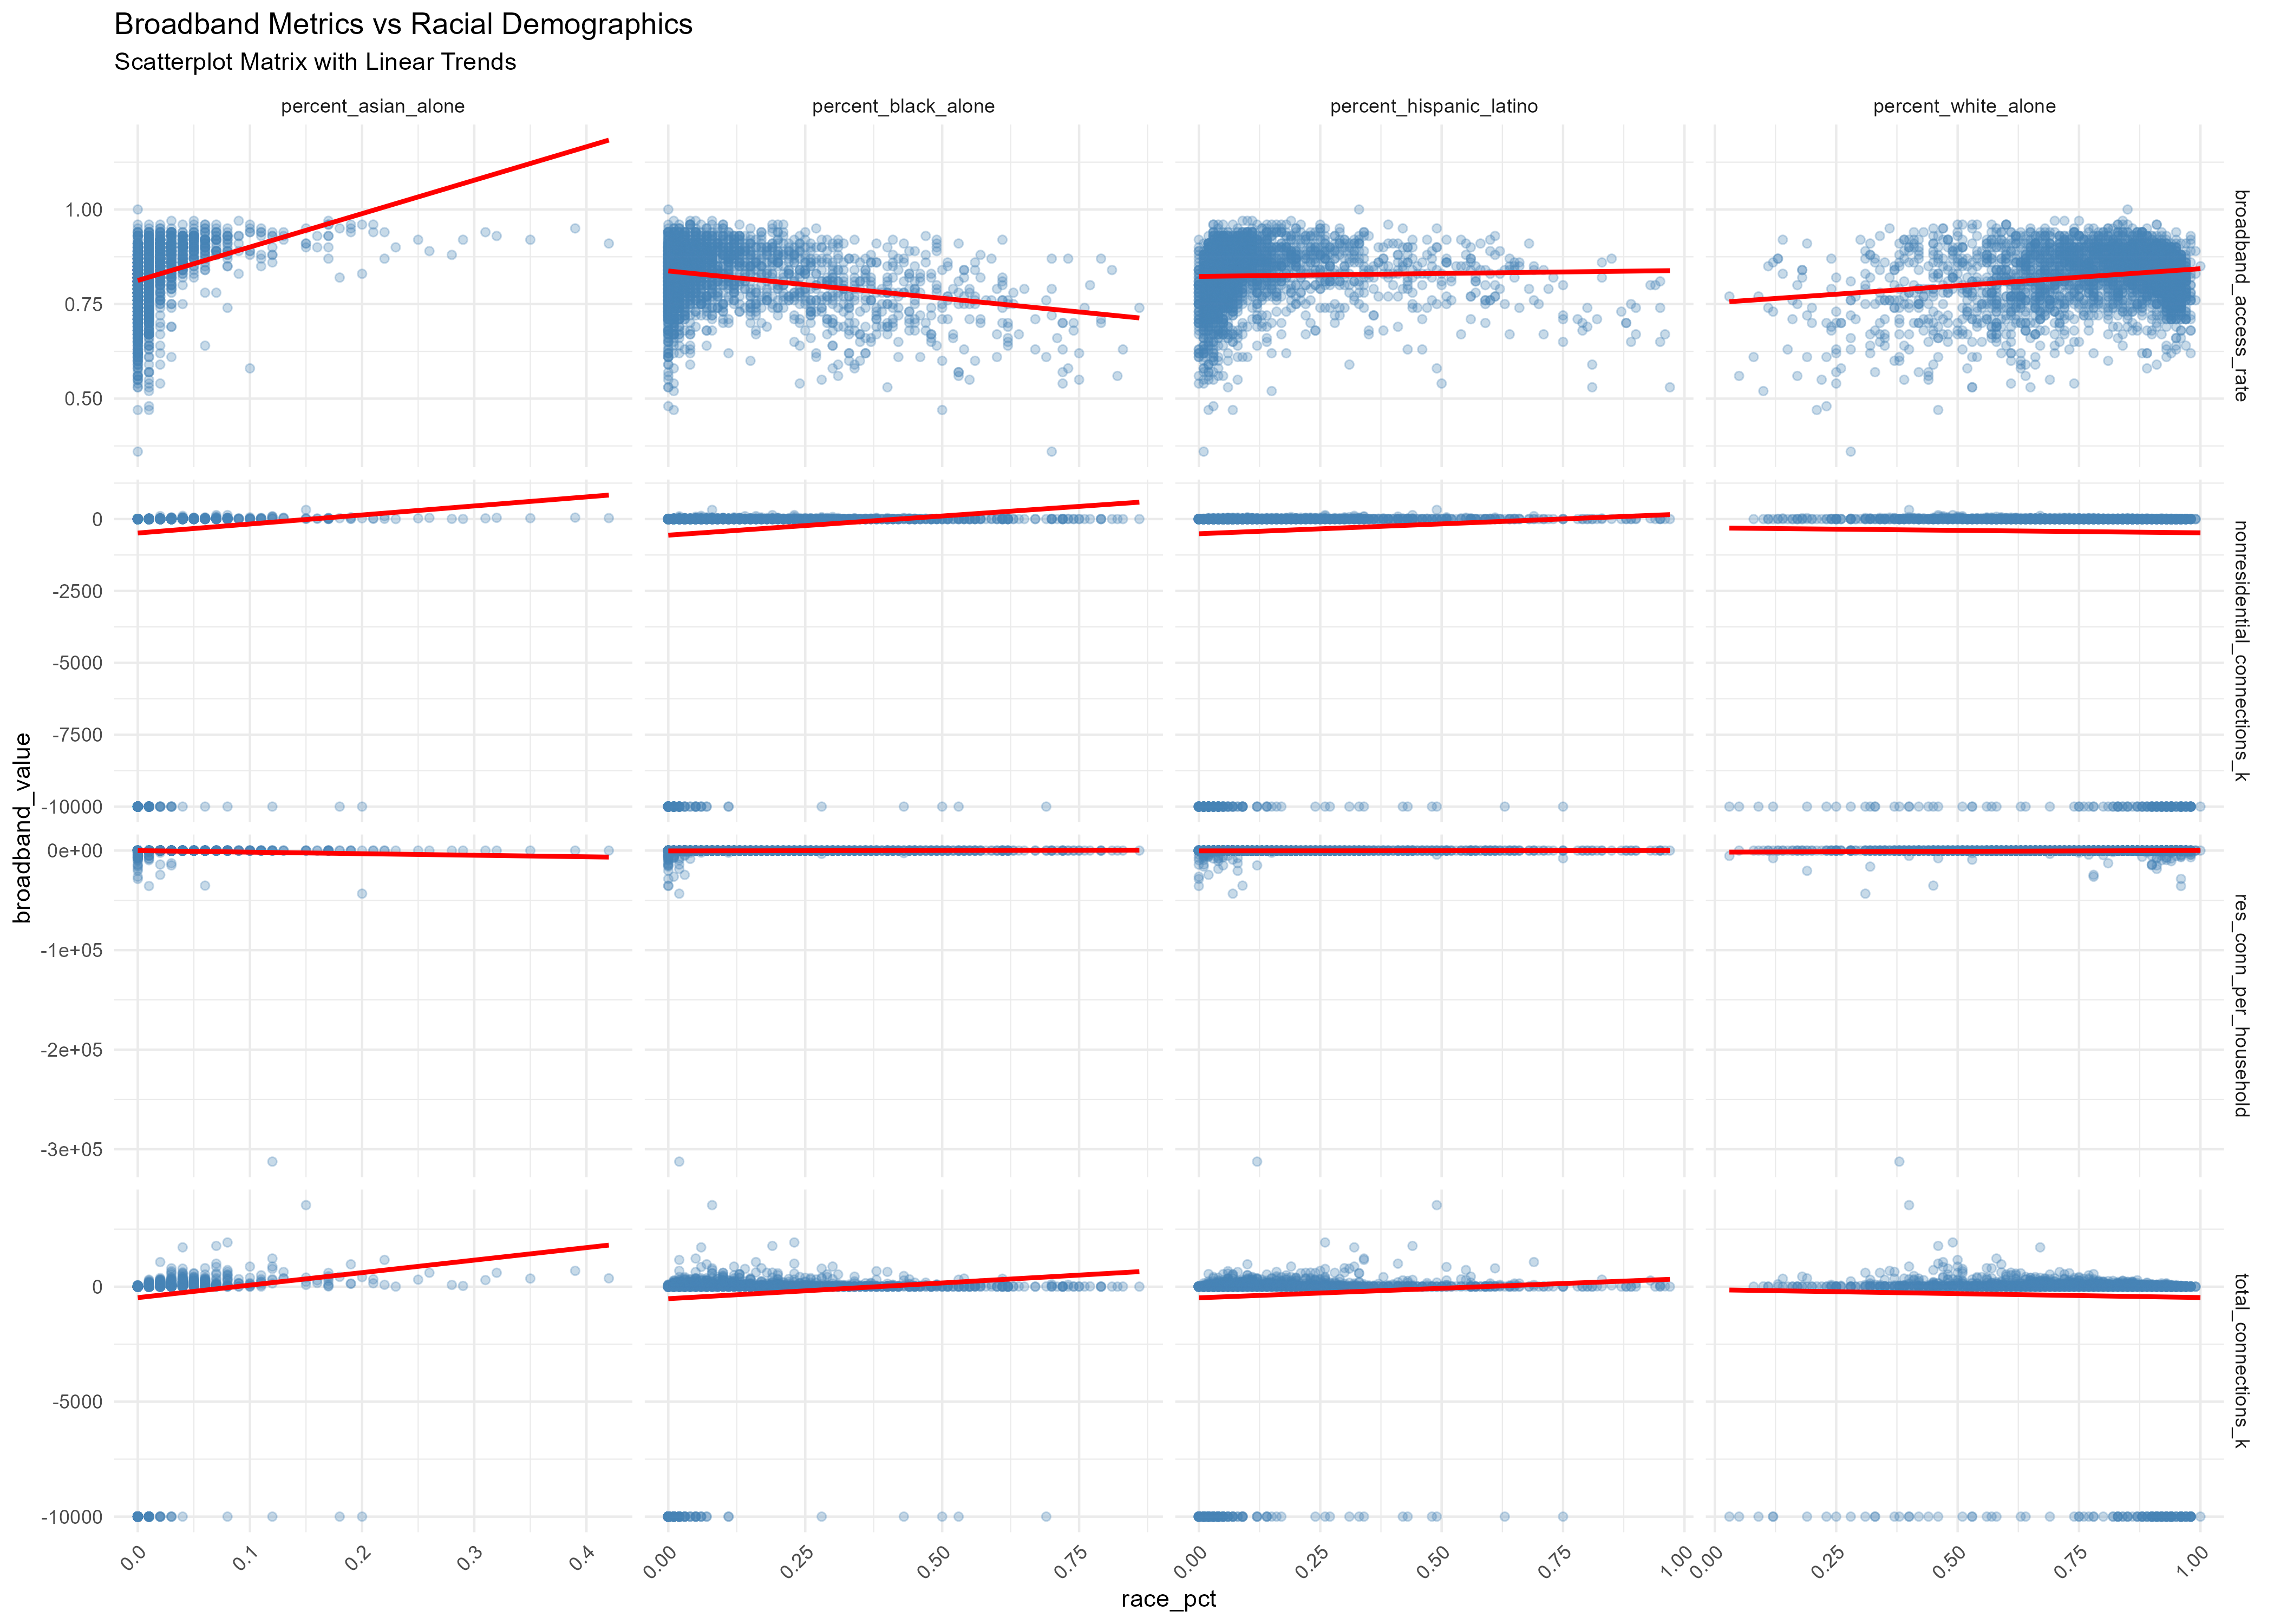 Broadband Metrics vs Racial Demographics
Scatterplot Matrix with Linear Trends
percent_asian_alone
percent_black_alone
percent_hispanic_latino
percent_white_alone
1.00
0.75
0.50
broadband_access_rate
0
-2500
-5000
-7500
-10000
nonresidential_connections_k
broadband_value
0e+00
-1e+05
-2e+05
-3e+05
res_conn_per_household
0
-5000
-10000
total_connections_k
0.0
0.1
0.2
0.3
0.4
0.00
0.25
0.50
0.75
0.00
0.25
0.50
0.75
1.00
0.00
0.25
0.50
0.75
1.00
race_pct